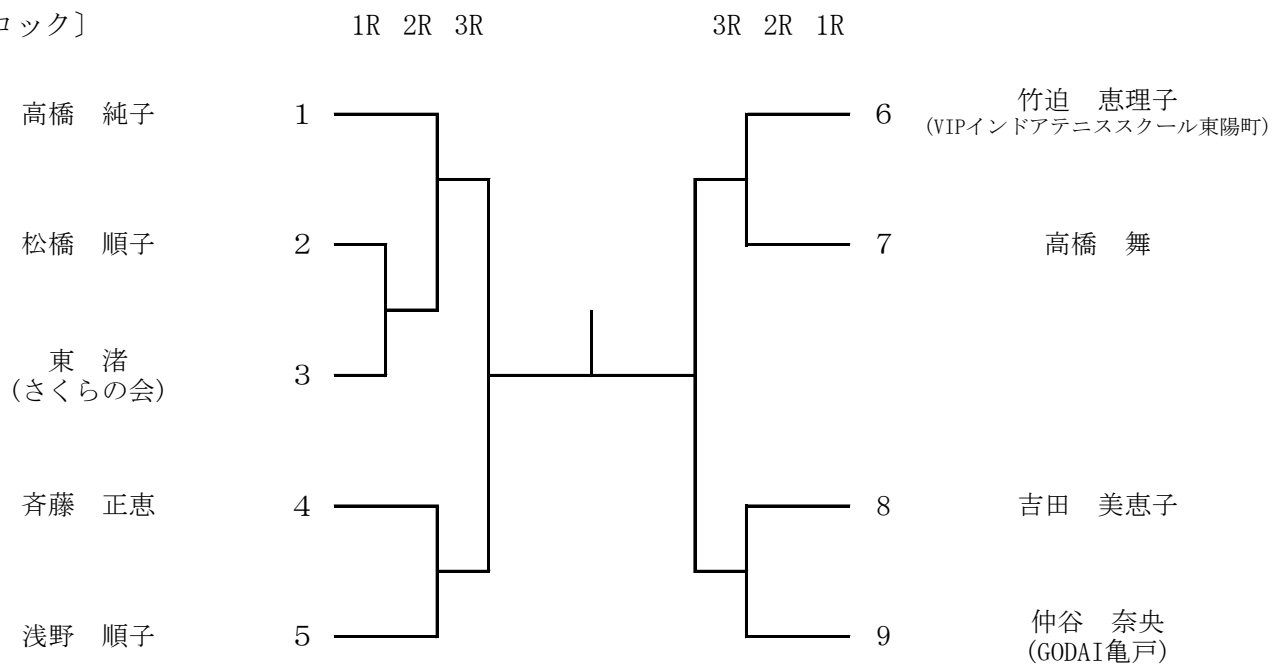 ロック〕
1R 2R 3R
3R 2R 1R
高橋　純子
1
松橋　順子
2
東　渚
(さくらの会)
3
斉藤　正恵
4
浅野　順子
5
6
竹迫　恵理子
(VIPインドアテニススクール東陽町)
7
高橋　舞
8
吉田　美恵子
9
仲谷　奈央
(GODAI亀戸)